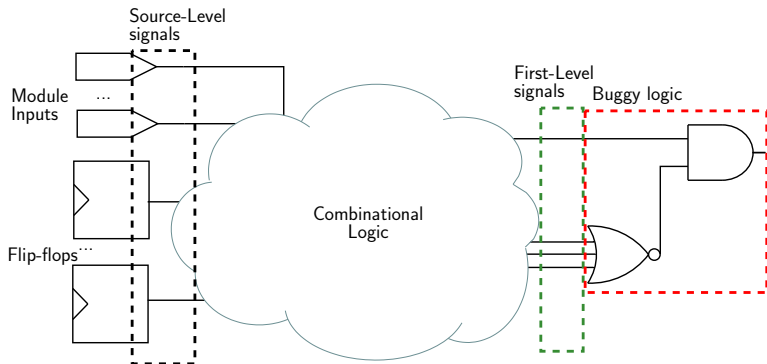 Source-Level
signals
Module
Inputs
...
Flip-flops
...
Combinational
Logic
First-Level
signals
Buggy logic